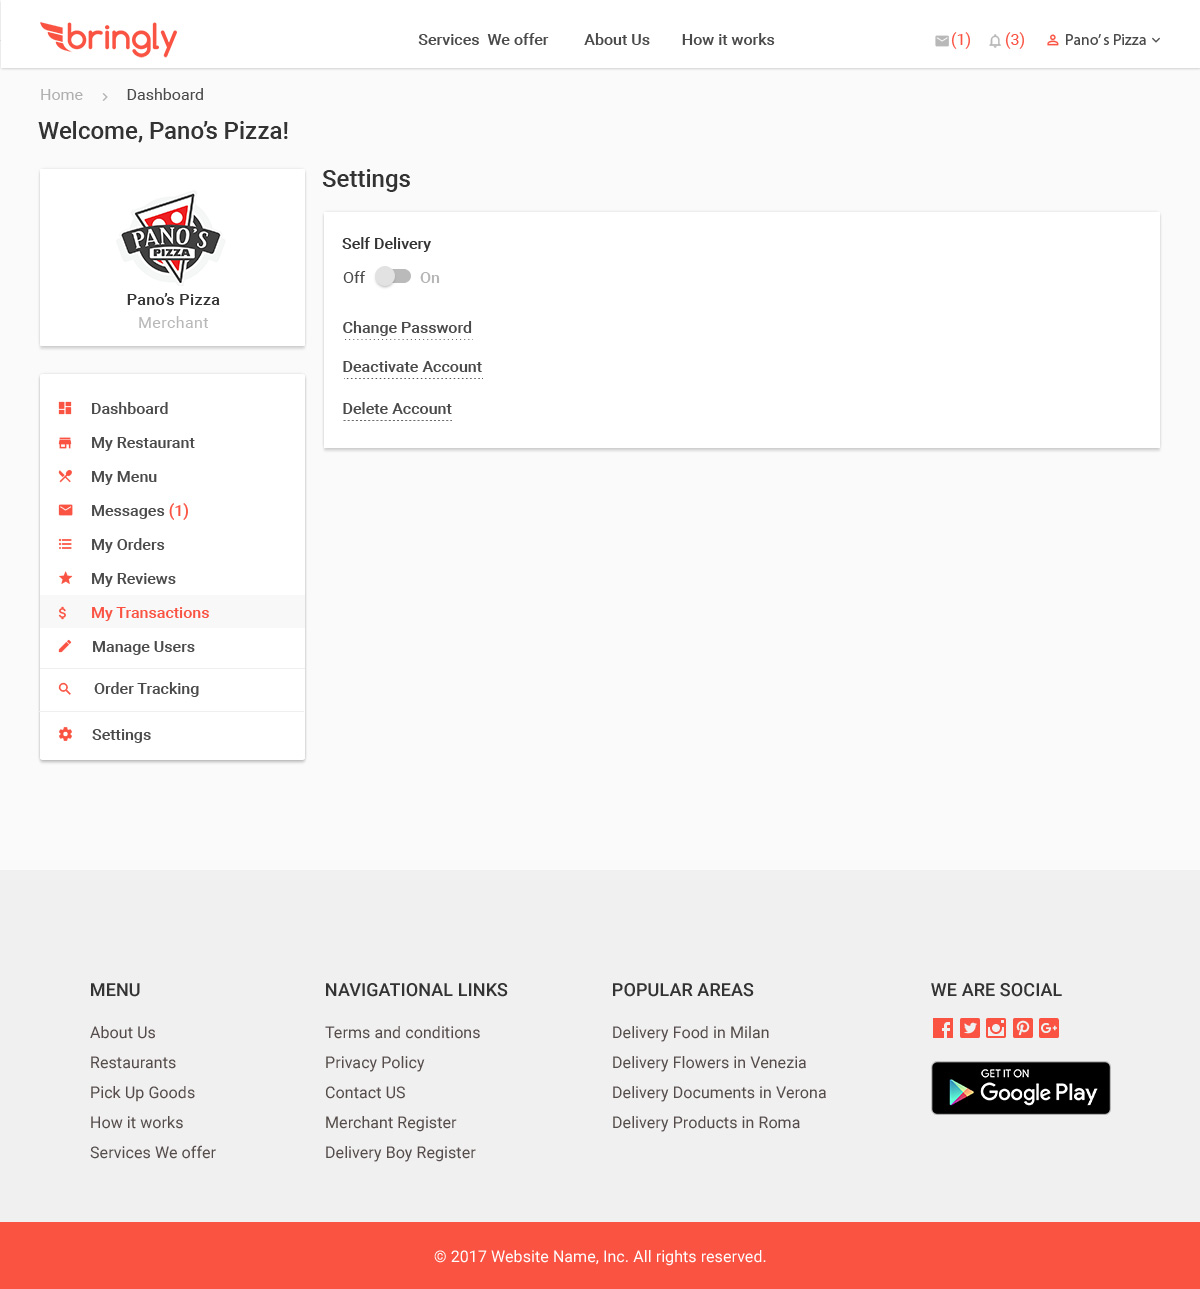 bringly
Services  We offer
About Us
How it works
(1)
(3)
Pano's Pizza
Home
Dashboard
Welcome, Pano's Pizza!
PANO'S
PIZZA
Pano's Pizza
Merchant
Dashboard
My Restaurant
My Menu
Messages (1)
My Orders
My Reviews
My Transactions
Manage Users
Order Tracking
Settings
Settings
Self Delivery
Off
On
Change Password
Deactivate Account
Delete Account
MENU
About Us
Restaurants
Pick Up Goods
How it works
Services We offer
NAVIGATIONAL LINKS
Terms and conditions
Privacy Policy
Contact US
Merchant Register
Delivery Boy Register
POPULAR AREAS
Delivery Food in Milan
Delivery Flowers in Venezia
Delivery Documents in Verona
Delivery Products in Roma
WE ARE SOCIAL
G+
GET IT ON
Google Play
© 2017 Website Name, Inc. All rights reserved.